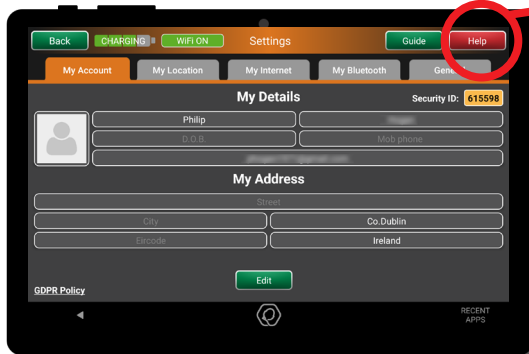 Back CHARGING WiFi ON Settings Guide Help
My Account My Location My Internet My Bluetooth General
My Details Security ID: 615598
Philip
D.O.B. Mob phone
My Address
Street
City Co.Dublin
Eircode Ireland
Edit
GDPR Policy
RECENT
APPS